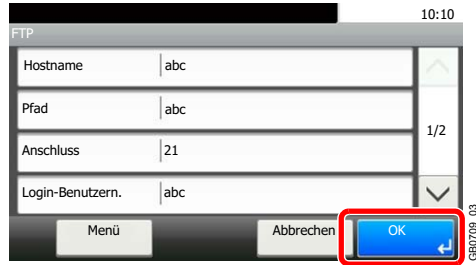 10:10
FTP
Hostname abc
Pfad abc
1/2
Anschluss 21
Login-Benutzern. abc
Menü Abbrechen OK
GB0709_03